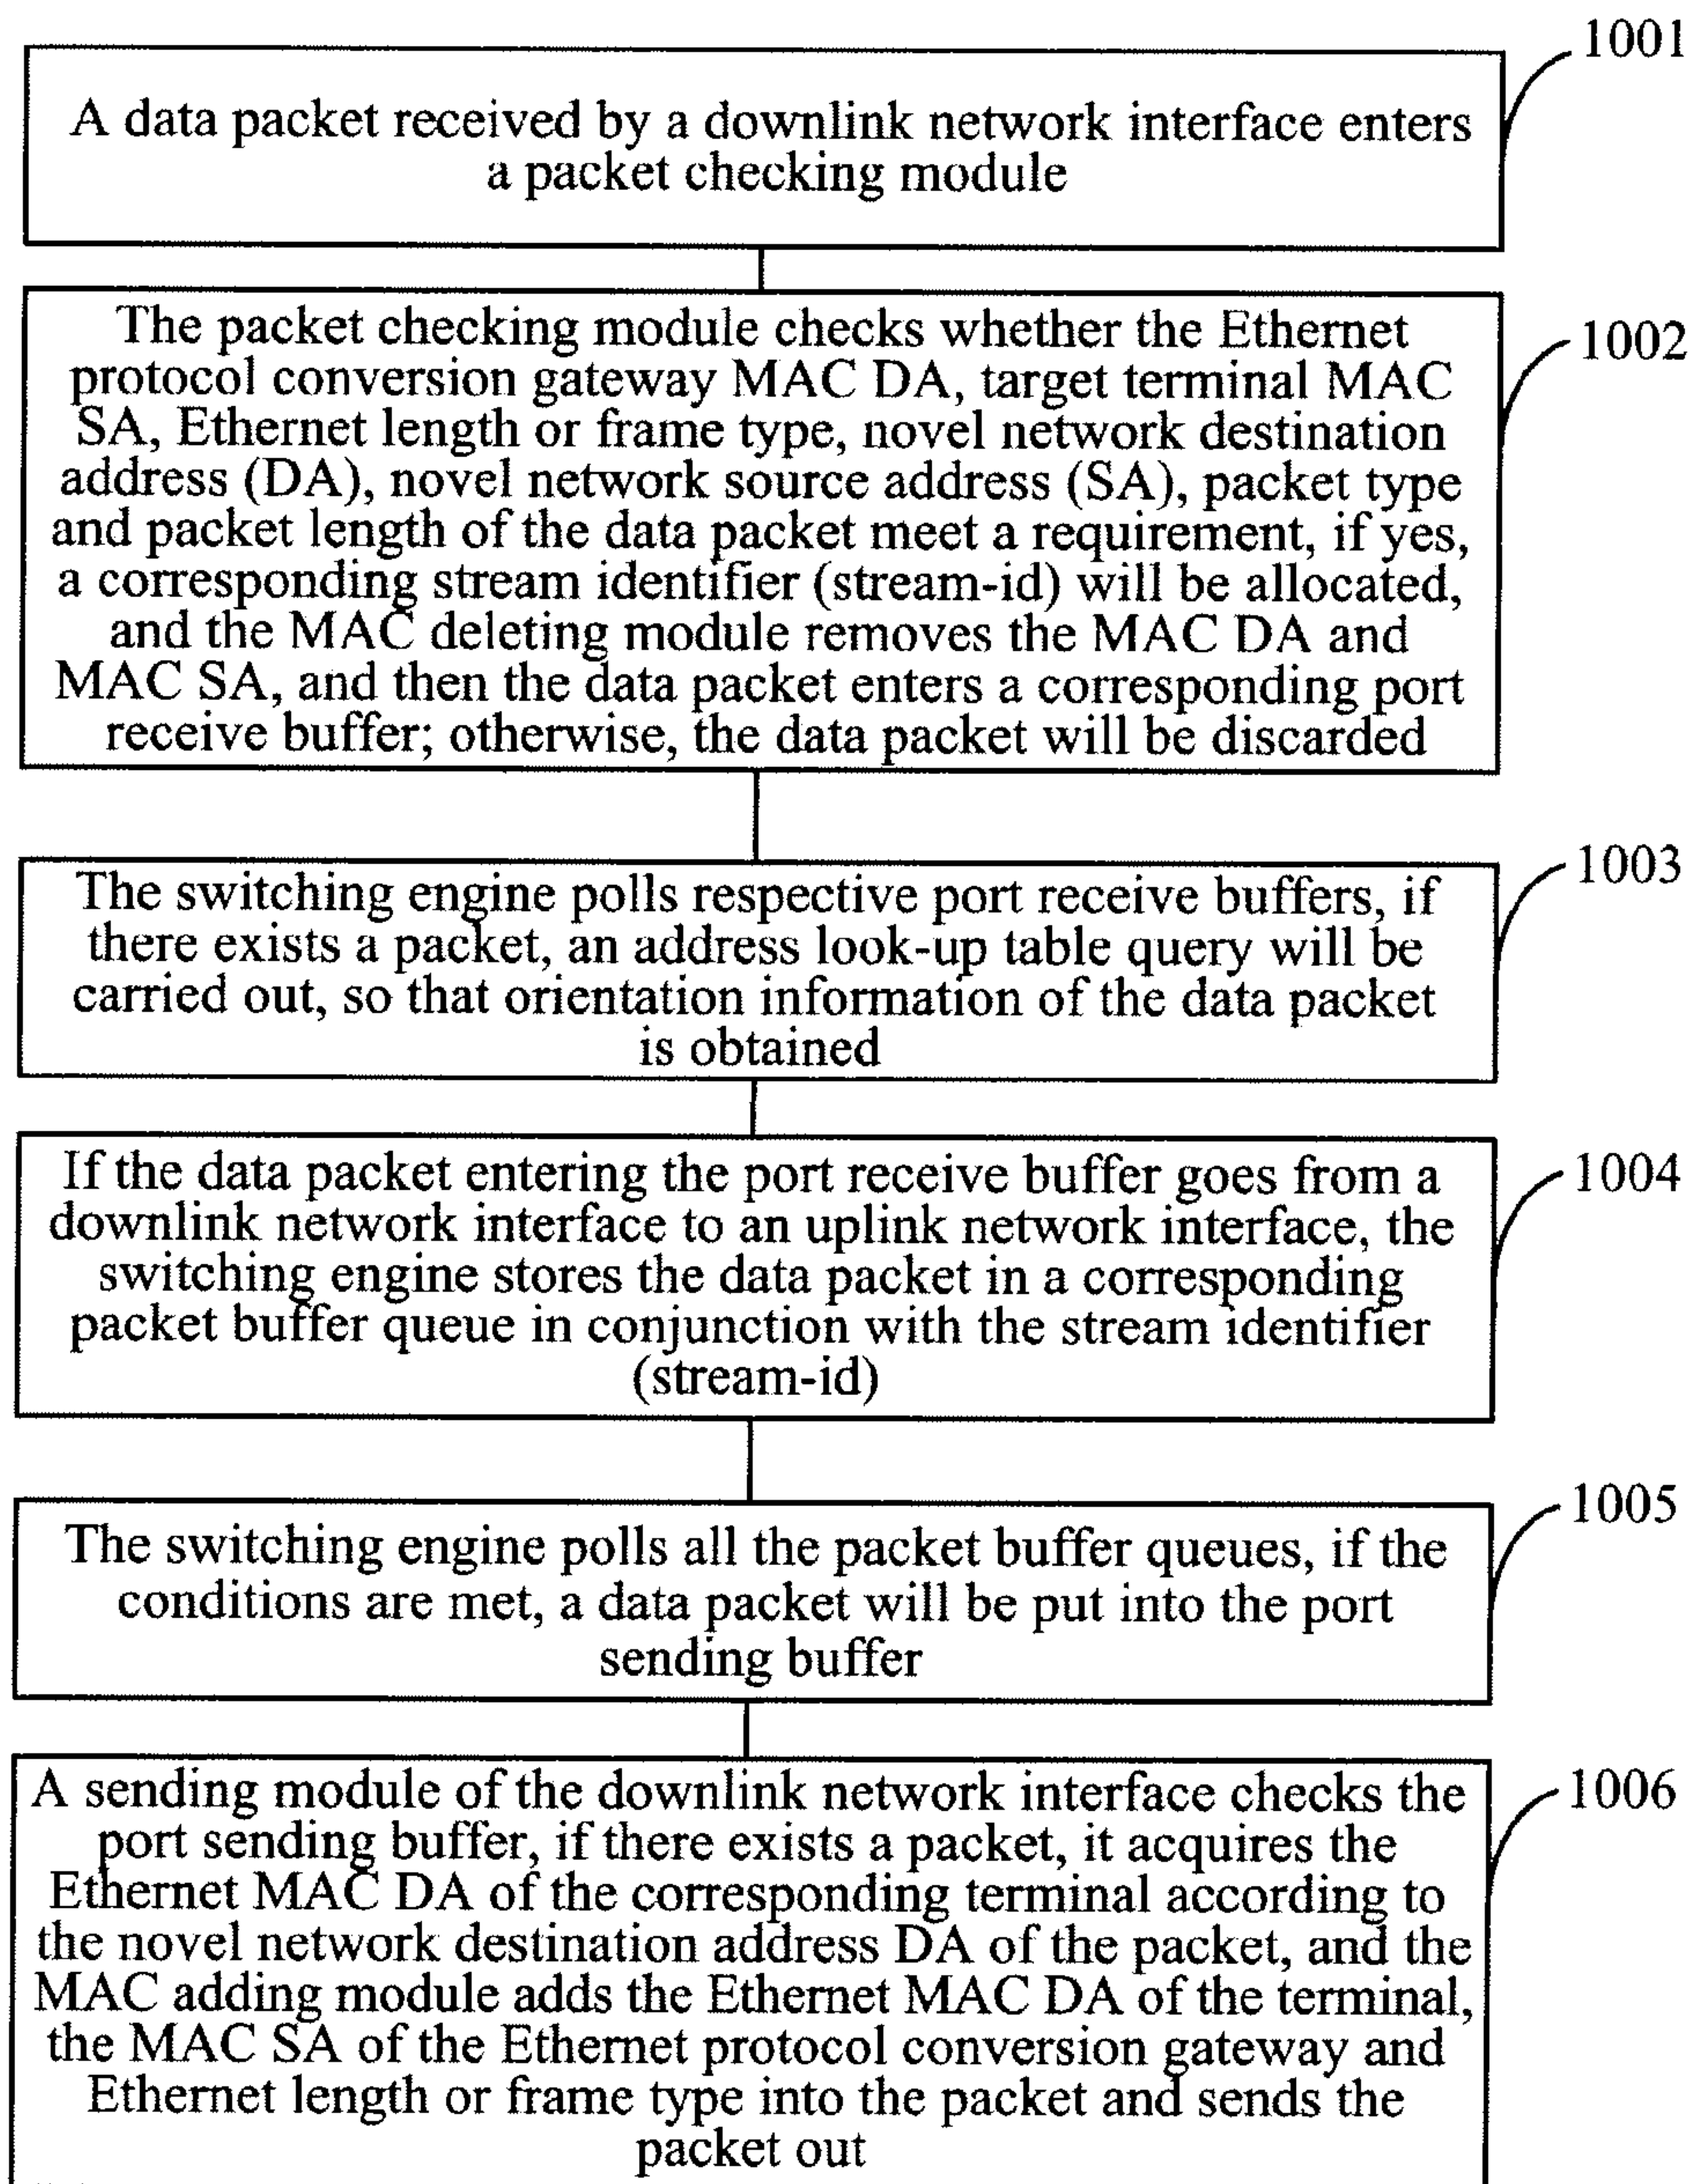 1001
A data packet received by a downlink network interface enters
a packet checking module
The packet checking module checks whether the Ethernet
1002
protocol conversion gateway MAC DA, target terminal MAC
SA, Ethernet length or frame type, novel network destination
address (DA), novel network source address (SA), packet type
and packet length of the data packet meet a requirement, if yes,
a corresponding stream identifier (stream-id) will be allocated,
and the MAC deleting module removes the MAC DA and
MAC SA, and then the data packet enters a corresponding port
receive buffer; otherwise, the data packet will be discarded
1003
The switching engine polls respective port receive buffers, if
there exists a packet, an address look-up table query will be
carried out, so that orientation information of the data packet
is obtained
1004
If the data packet entering the port receive buffer goes from a
downlink network interface to an uplink network interface, the
switching engine stores the data packet in a corresponding
packet buffer queue in conjunction with the stream identifier
(stream-id)
1005
The switching engine polls all the packet buffer queues, if the
conditions are met, a data packet will be put into the port
sending buffer
1006
A sending module of the downlink network interface checks the
port sending buffer, if there exists a packet, it acquires the
Ethernet MAC DA of the corresponding terminal according to
the novel network destination address DA of the packet, and the
MAC adding module adds the Ethernet MAC DA of the terminal,
the MAC SA of the Ethernet protocol conversion gateway and
Ethernet length or frame type into the packet and sends the
packet out